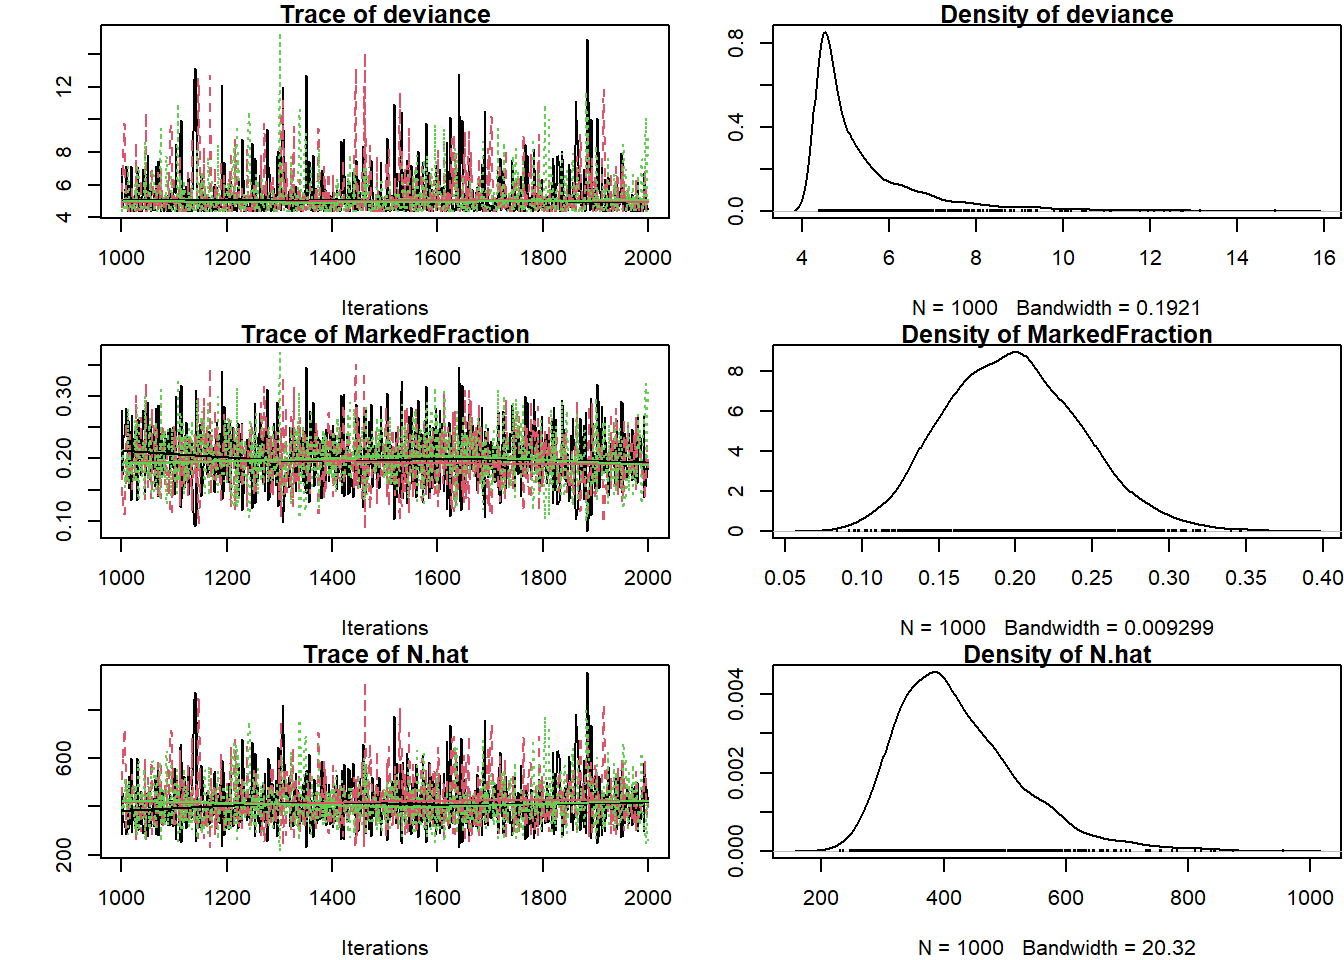 Trace of deviance
12
8
6
4
1000 1200 1400 1600 1800 2000
Iterations
Density of deviance
0.8
0.4
0.0
4 6 8 10 12 14 16
N = 1000 Bandwidth = 0.1921
Trace of MarkedFraction
0.30
0.20
0.10
1000 1200 1400 1600 1800 2000
Iterations
Density of MarkedFraction
8
6
4
2
0
0.05 0.10 0.15 0.20 0.25 0.30 0.35 0.40
N = 1000 Bandwidth = 0.009299
Trace of N.hat
600
200
1000 1200 1400 1600 1800 2000
Iterations
Density of N.hat
0.004
0.002
0.000
200 400 600 800 1000
N = 1000 Bandwidth = 20.32